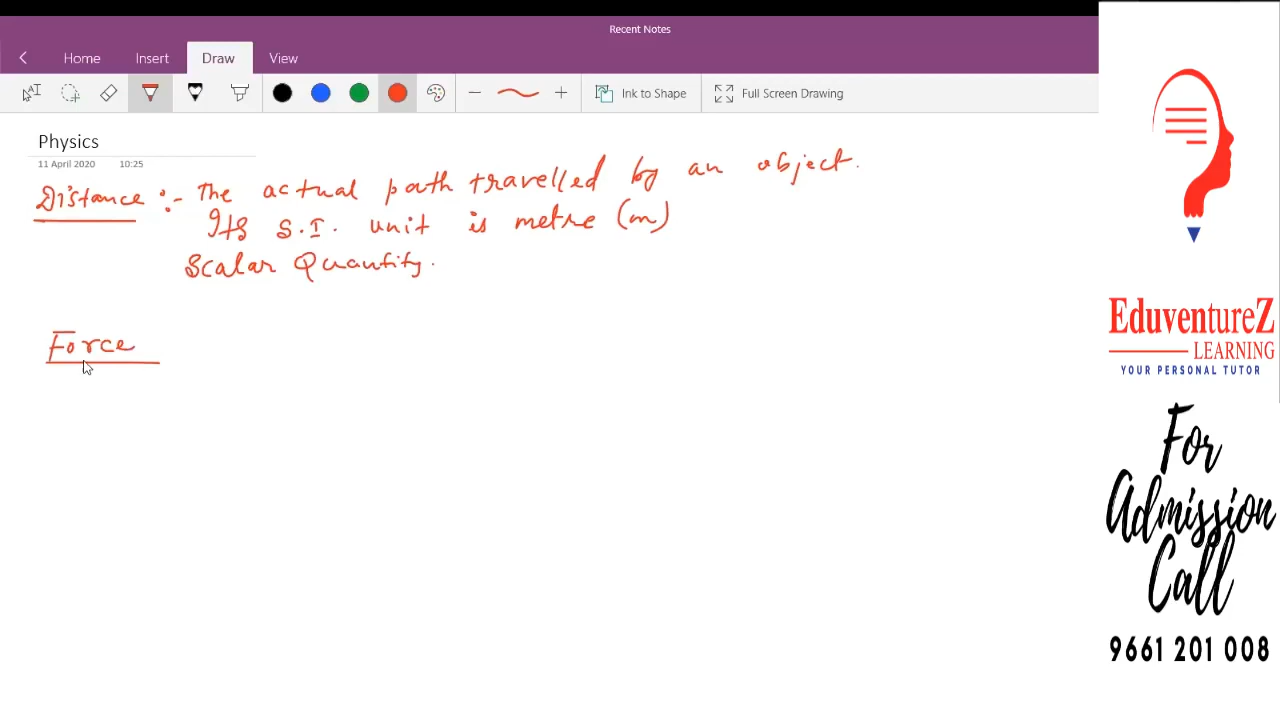 Recent Notes
Home Insert Draw View
Ink to Shape Full Screen Drawing
Physics
11 April 2020 10:25
Distance :- The actual path travelled by an object.
Its S.I. unit is metre (m)
Scalar Quantity.
Force
EduventureZ
LEARNING
YOUR PERSONAL TUTOR
For
Admission
Call
9661 201 008